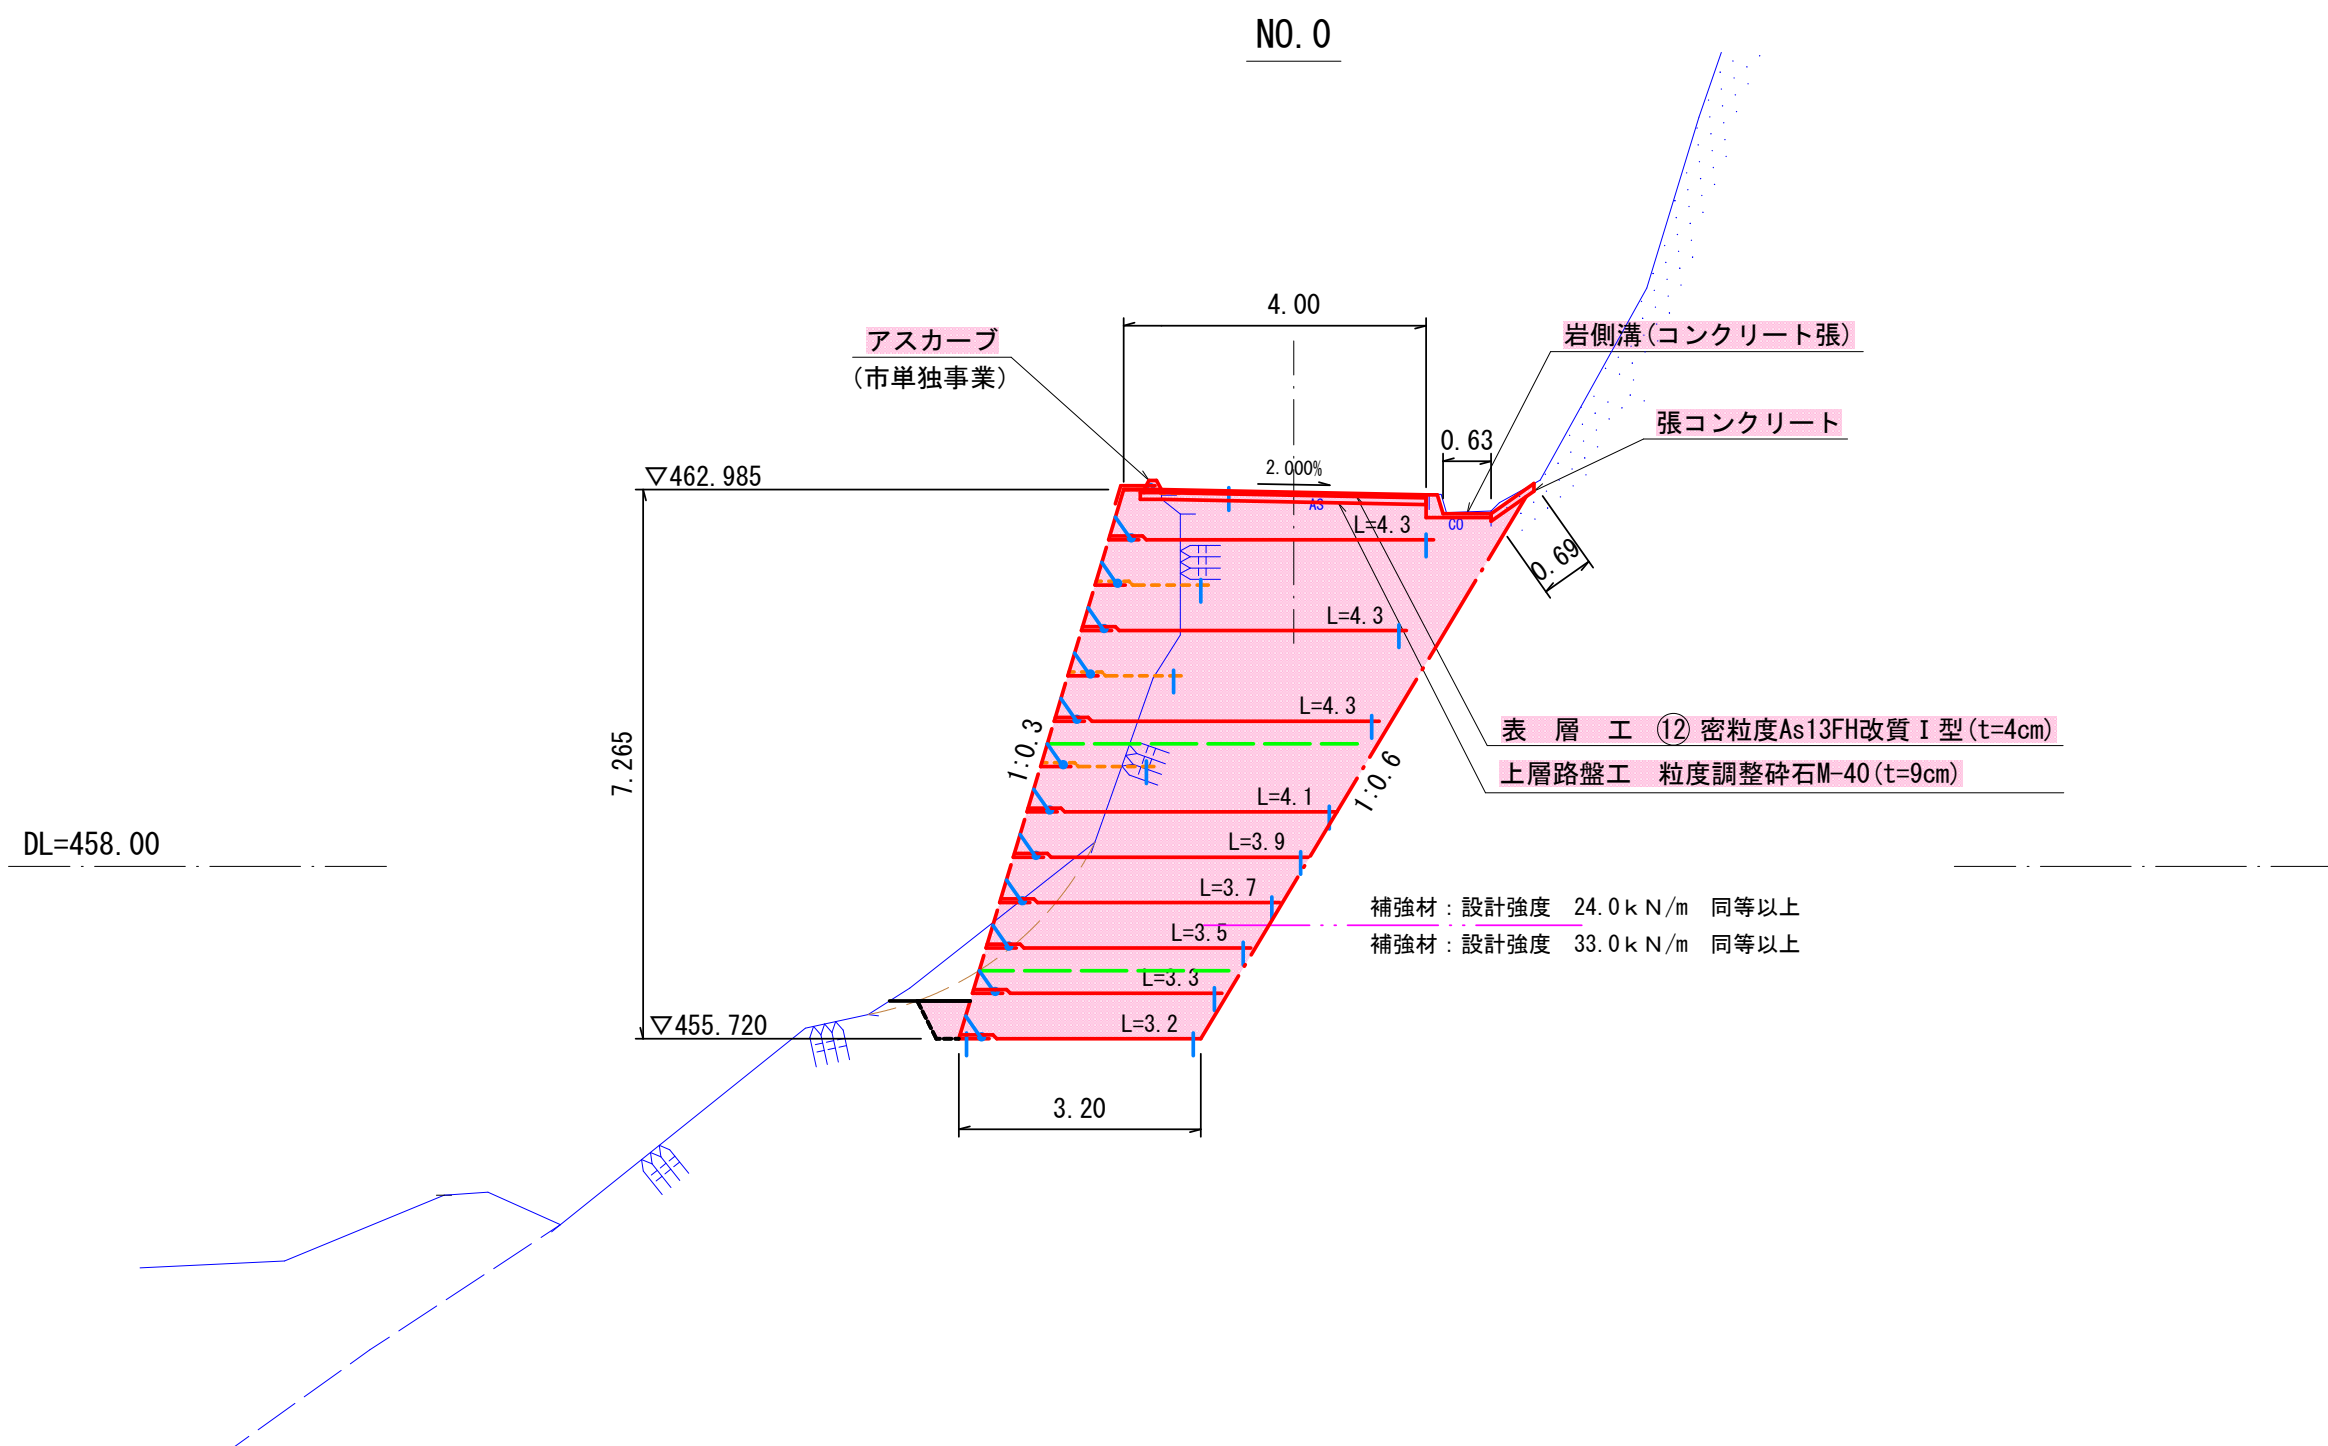 NO.0
4.00
アスカーブ
(市単独事業)
岩側溝(コンクリート張)
張コンクリート
0.63
2.000%
▽462.985
AS
CO
L=4.3
0.69
L=4.3
L=4.3
1:0.3
1:0.6
7.265
表　層　工　⑫ 密粒度As13FH改質Ⅰ型(t=4cm)
上層路盤工　粒度調整砕石M-40(t=9cm)
L=4.1
DL=458.00
L=3.9
L=3.7
補強材：設計強度　24.0ｋＮ/m　同等以上
L=3.5
補強材：設計強度　33.0ｋＮ/m　同等以上
L=3.3
▽455.720
L=3.2
3.20